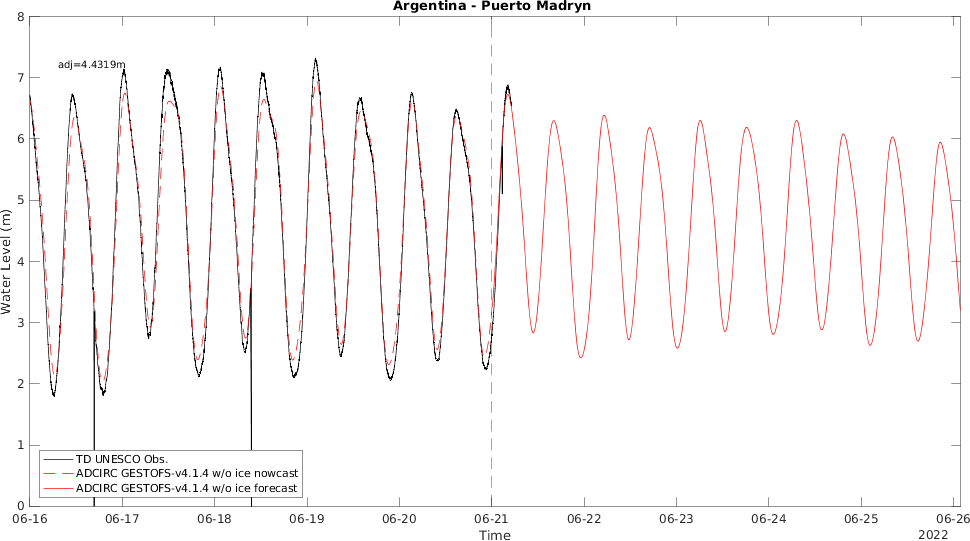 Argentina - Puerto Madryn
8
7
6
5
4
3
2
1
0
Water Level (m)
adj=4.4319m
TD UNESCO Obs.
ADCIRC GESTOFS-v4.1.4 w/o ice nowcast
ADCIRC GESTOFS-v4.1.4 w/o ice forecast
06-16 06-17 06-18 06-19 06-20 06-21 06-22 06-23 06-24 06-25 06-26
Time
2022